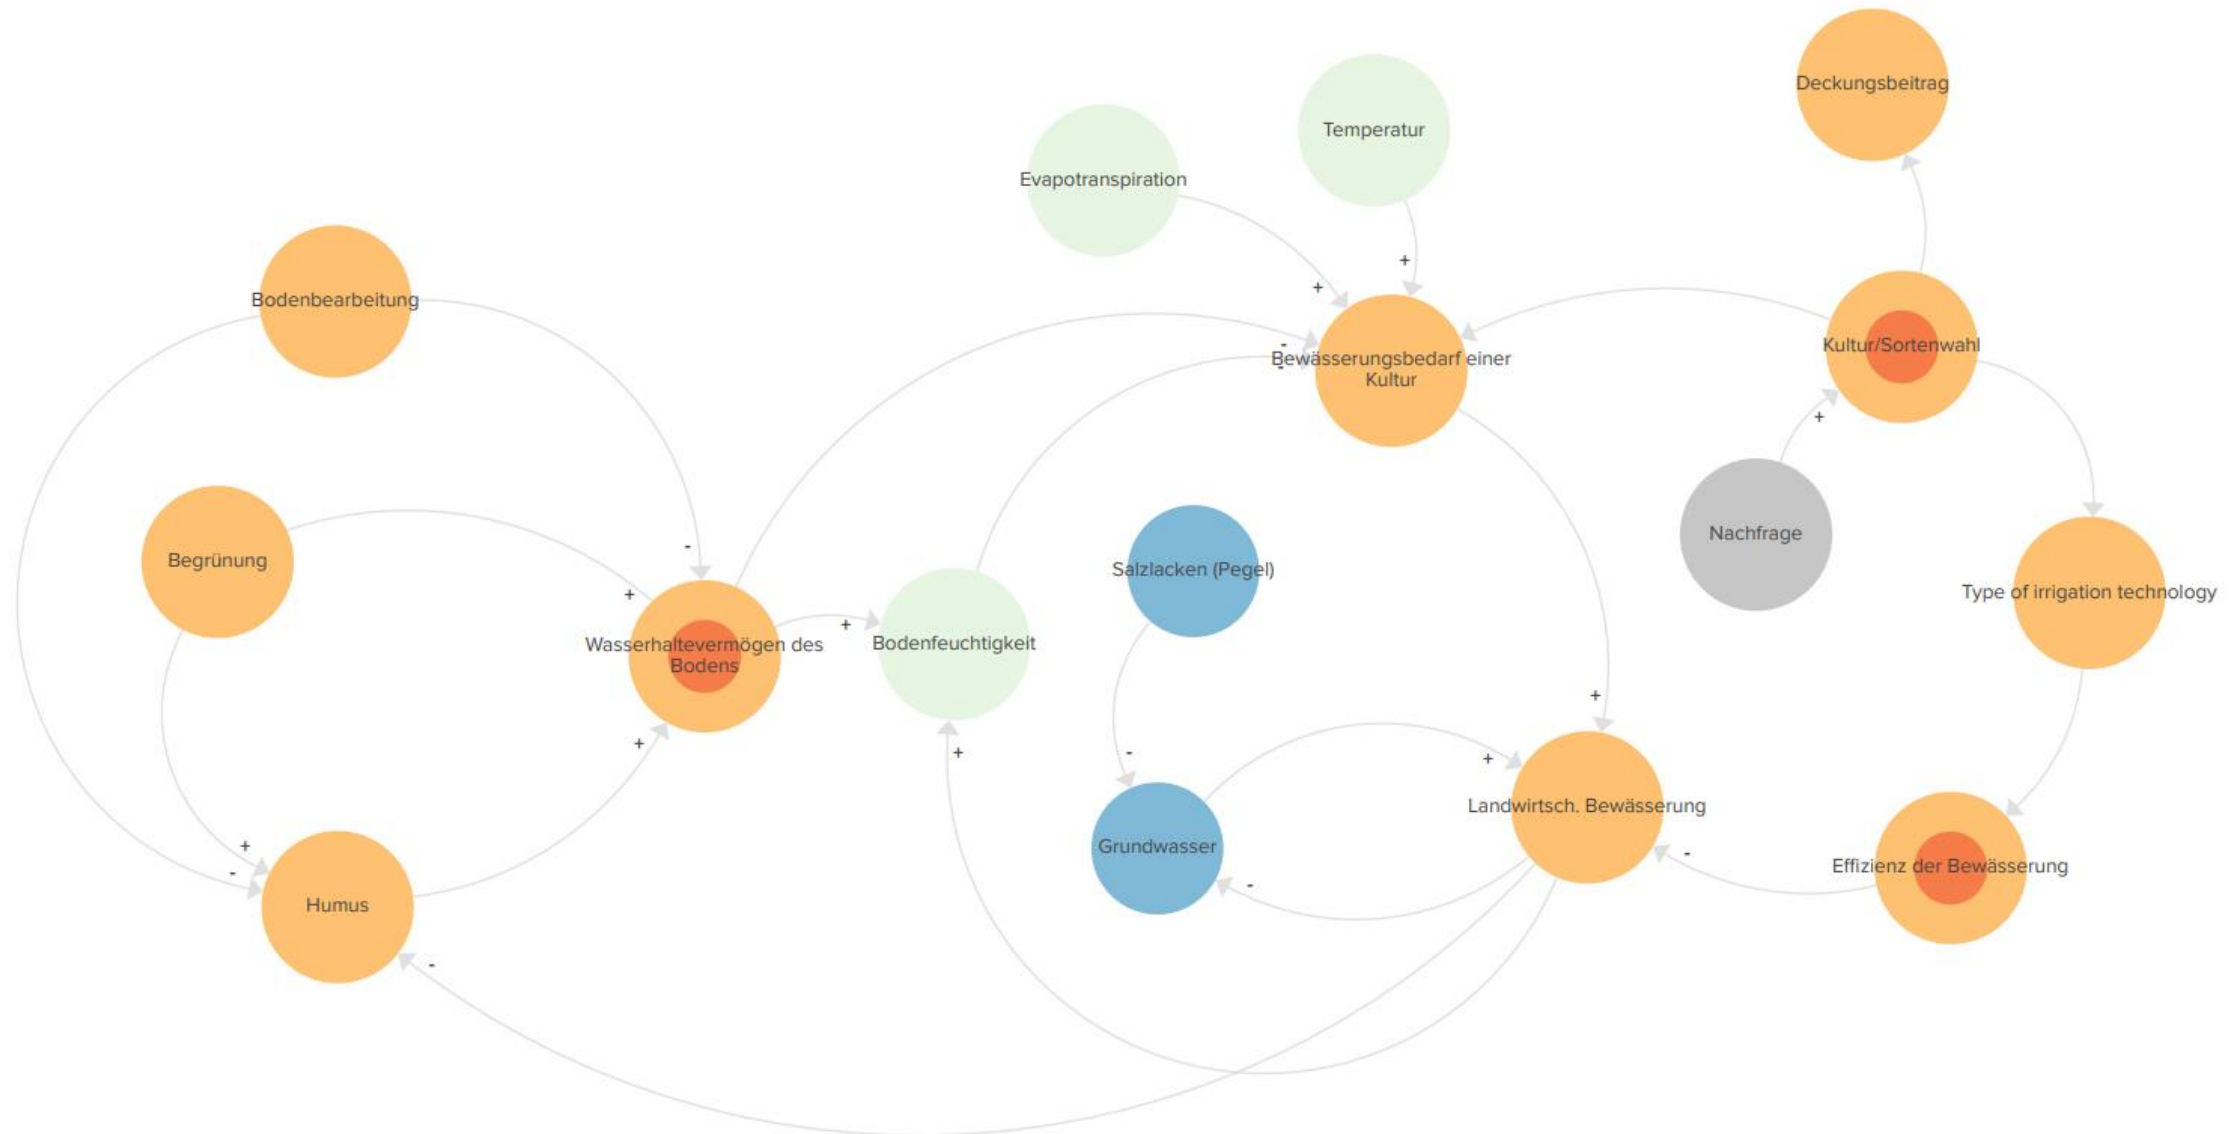 Deckungsbeitrag
Temperatur
Evapotranspiration
+
+
Bodenbearbeitung
Kultur/Sortenwahl
-
Bewässerungsbedarf einer
-
Kultur
+
Nachfrage
-
Begrünung
Salzlacken (Pegel)
Type of irrigation technology
+
+
Wasserhaltevermögen des
Bodens
Bodenfeuchtigkeit
+
+
+
+
-
+
Landwirtsch. Bewässerung
+
-
Grundwasser
-
Effizienz der Bewässerung
-
Humus
-